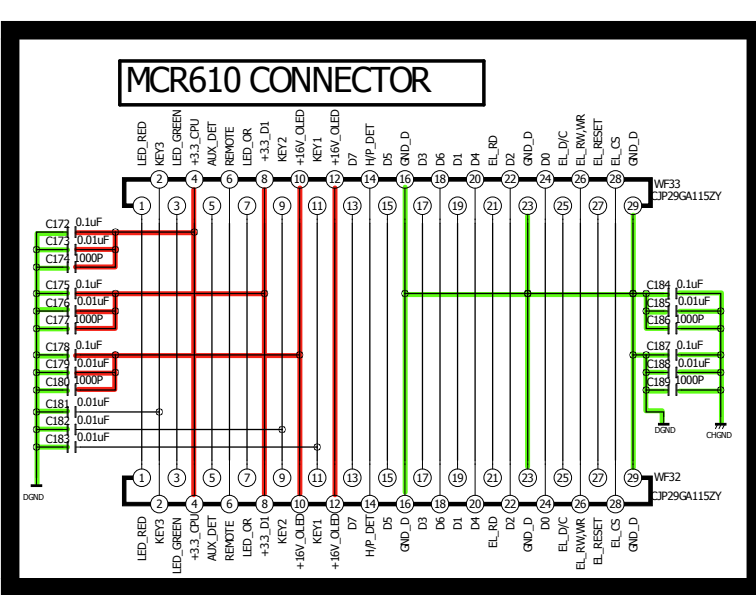 MCR610 CONNECTOR
LED_RED
KEY3
LED_GREEN
+3.3_CPU
AUX_DET
REMOTE
LED_OR
+3.3_D1
KEY2
+16V_OLED
KEY1
+16V_OLED
D7
H/P_DET
D5
GND_D
D3
D6
D1
D4
EL_RD
D2
GND_D
D0
EL_D/C
EL_RW,WR
EL_RESET
EL_CS
GND_D
2 4 6 8 10 12 14 16 18 20 22 24 26 28
WF33
CJP29GA115ZY
1 3 5 7 9 11 13 15 17 19 21 23 25 27 29
C172 0.1uF
C173 0.01uF
C174 1000P
C175 0.1uF
C176 0.01uF
C177 1000P
C178 0.1uF
C179 0.01uF
C180 1000P
C181 0.01uF
C182 0.01uF
C183 0.01uF
DGND
C184 0.1uF
C185 0.01uF
C186 1000P
C187 0.1uF
C188 0.01uF
C189 1000P
DGND
CHGND
1 3 5 7 9 11 13 15 17 19 21 23 25 27 29
WF32
CJP29GA115ZY
2 4 6 8 10 12 14 16 18 20 22 24 26 28
LED_RED
KEY3
LED_GREEN
+3.3_CPU
AUX_DET
REMOTE
LED_OR
+3.3_D1
KEY2
+16V_OLED
KEY1
+16V_OLED
D7
H/P_DET
D5
GND_D
D3
D6
D1
D4
EL_RD
D2
GND_D
D0
EL_D/C
EL_RW,WR
EL_RESET
EL_CS
GND_D